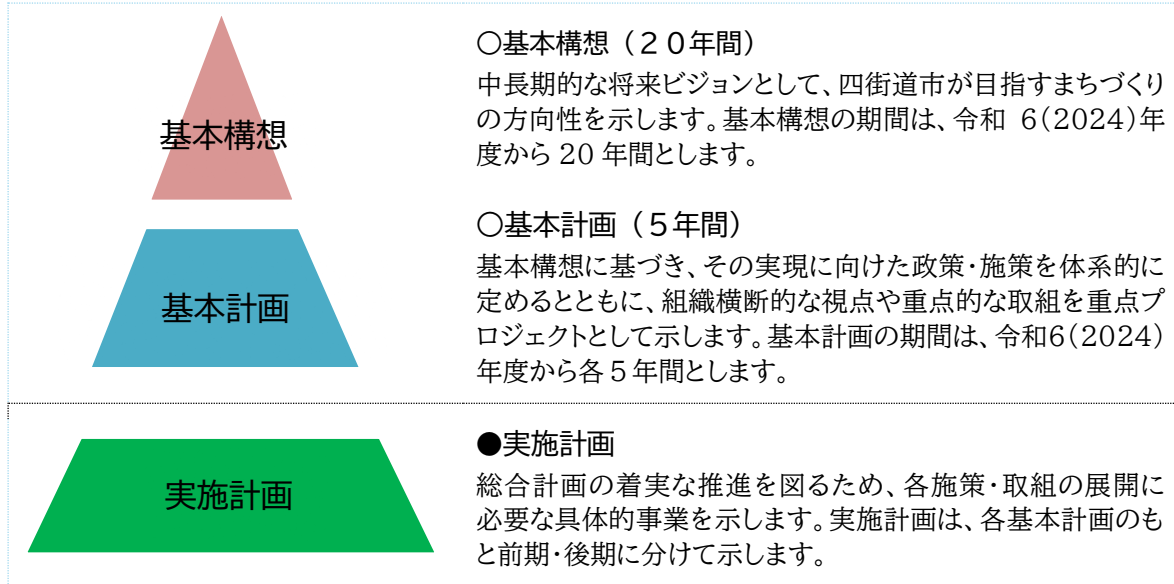 基本構想
○基本構想（２０年間）
中長期的な将来ビジョンとして、四街道市が目指すまちづくり
の方向性を示します。基本構想の期間は、令和 6(2024)年
度から 20 年間とします。
基本計画
○基本計画（５年間）
基本構想に基づき、その実現に向けた政策・施策を体系的に
定めるとともに、組織横断的な視点や重点的な取組を重点プ
ロジェクトとして示します。基本計画の期間は、令和６(2024)
年度から各５年間とします。
実施計画
●実施計画
総合計画の着実な推進を図るため、各施策・取組の展開に
必要な具体的事業を示します。実施計画は、各基本計画のも
と前期・後期に分けて示します。